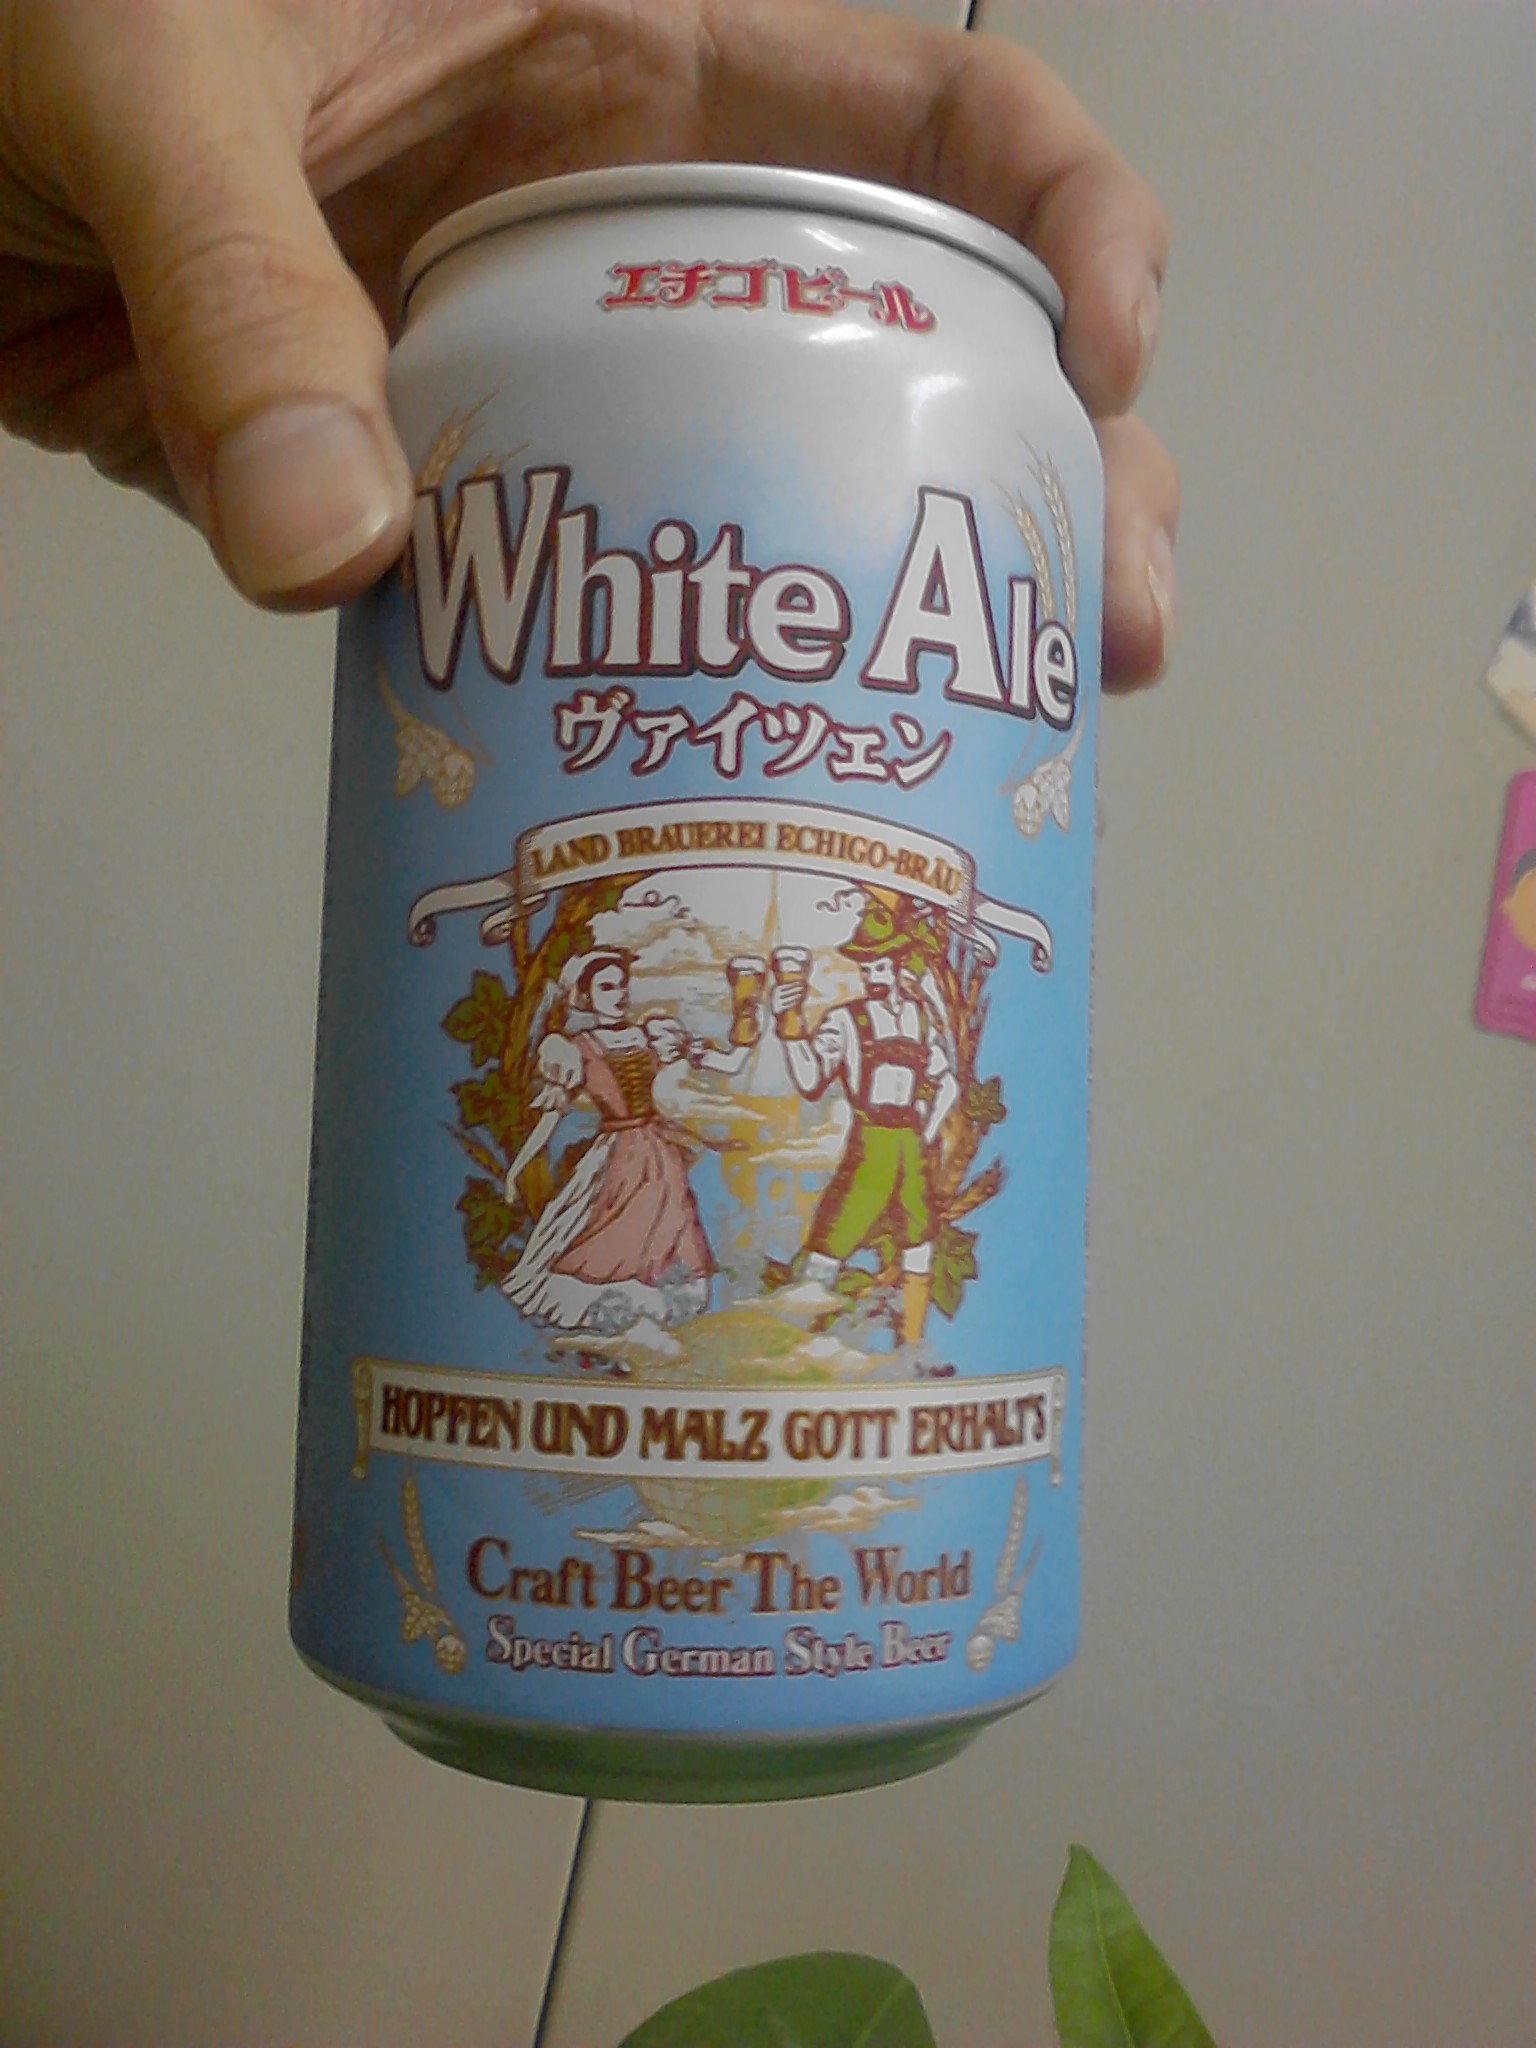 エチゴビール
White Ale
ヴァイツェン
LAND BRAUEREI ECHIGO-BRÄU
HOPFEN UND MALZ GOTT ERHALT'S
Craft Beer The World
Special German Style Beer